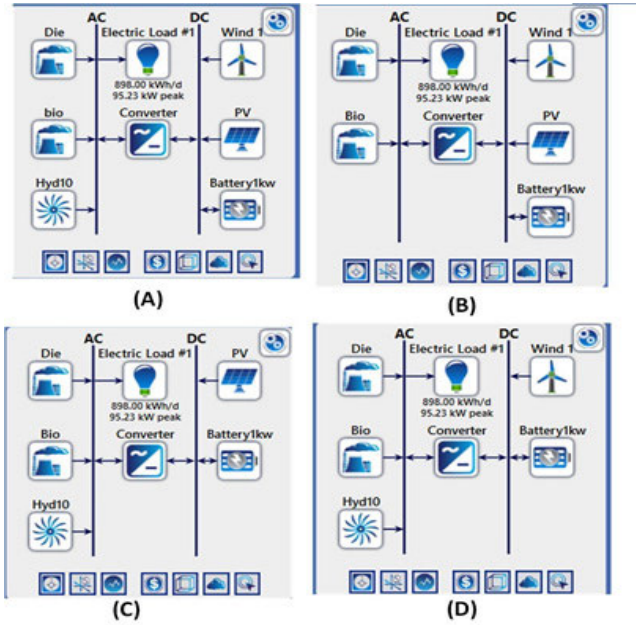 AC DC
Die Electric Load #1 Wind 1
898.00 kWh/d
95.23 kW peak
bio Converter PV
Hyd10 Battery1kw
(A)
AC DC
Die Electric Load #1 Wind 1
898.00 kWh/d
95.23 kW peak
Bio Converter PV
Battery1kw
(B)
AC DC
Die Electric Load #1 PV
898.00 kWh/d
95.23 kW peak
Bio Converter Battery1kw
Hyd10
(C)
AC DC
Die Electric Load #1 Wind 1
898.00 kWh/d
95.23 kW peak
Bio Converter Battery1kw
Hyd10
(D)